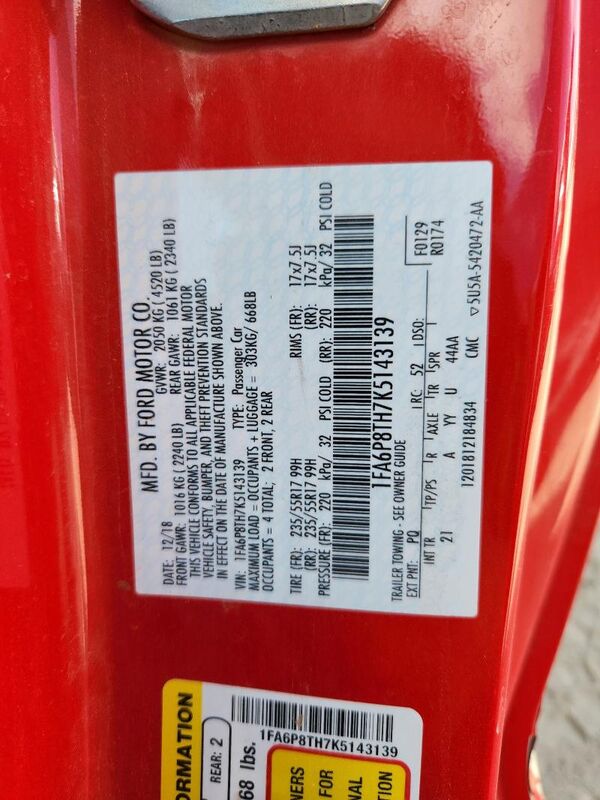 MFD. BY FORD MOTOR CO.
DATE: 12/18 GVWR: 2050 KG (4520 LB)
FRONT GAWR: 1016 KG (2240 LB) REAR GAWR: 1061 KG (2340 LB)
THIS VEHICLE CONFORMS TO ALL APPLICABLE FEDERAL MOTOR
VEHICLE SAFETY, BUMPER, AND THEFT PREVENTION STANDARDS
IN EFFECT ON THE DATE OF MANUFACTURE SHOWN ABOVE.
VIN: 1FA6P8TH7K5143139 TYPE: Passenger Car
MAXIMUM LOAD = OCCUPANTS + LUGGAGE = 303KG/ 668LB
OCCUPANTS = 4 TOTAL; 2 FRONT, 2 REAR
TIRE (FR): 235/55R17 99H RIMS (FR): 17x7.5J
(RR): 235/55R17 99H (RR): 17x7.5J
PRESSURE (FR): 220 kPa/ 32 PSI COLD (RR): 220 kPa/ 32 PSI COLD
1FA6P8TH7K5143139
TRAILER TOWING - SEE OWNER GUIDE
EXT PNT: PQ RC: 52 DSO: F0129
R0174
INT TR TP/PS R AXLE TR SPR
21 A YY U 44AA
1201812184834 CMC ▽5U5A-5420472-AA
ORMATION
REAR: 2
68 lbs.
1FA6P8TH7K5143139
NERS
FOR
NAL